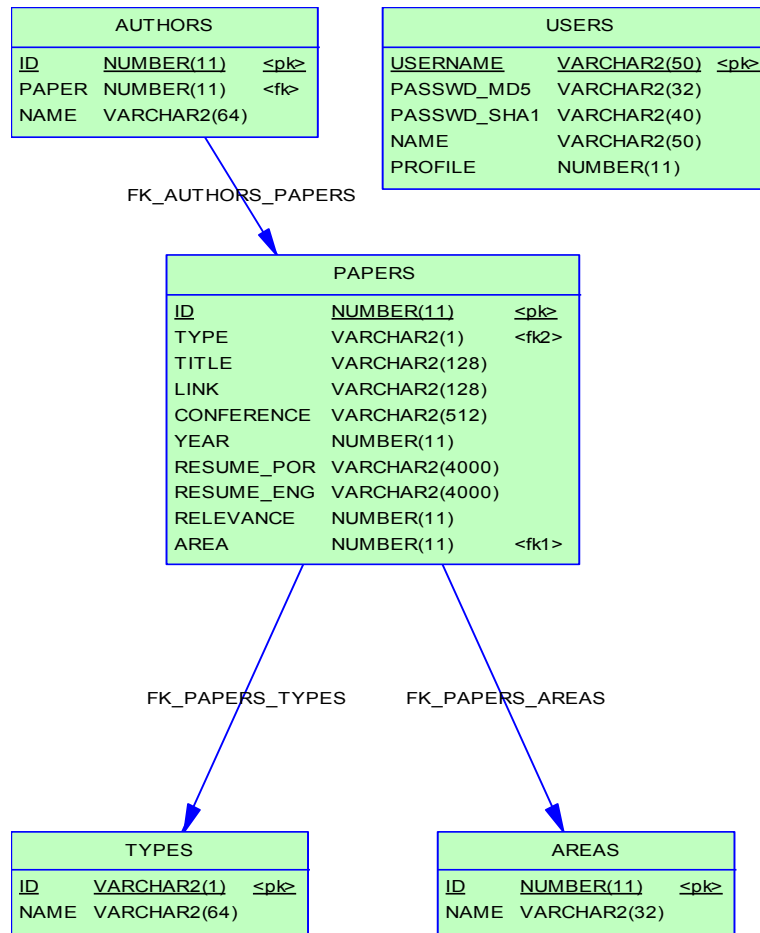 AUTHORS
ID NUMBER(11) <pk>
PAPER NUMBER(11) <fk>
NAME VARCHAR2(64)
USERS
USERNAME VARCHAR2(50) <pk>
PASSWD_MD5 VARCHAR2(32)
PASSWD_SHA1 VARCHAR2(40)
NAME VARCHAR2(50)
PROFILE NUMBER(11)
FK_AUTHORS_PAPERS
PAPERS
ID NUMBER(11) <pk>
TYPE VARCHAR2(1) <fk2>
TITLE VARCHAR2(128)
LINK VARCHAR2(128)
CONFERENCE VARCHAR2(512)
YEAR NUMBER(11)
RESUME_POR VARCHAR2(4000)
RESUME_ENG VARCHAR2(4000)
RELEVANCE NUMBER(11)
AREA NUMBER(11) <fk1>
FK_PAPERS_TYPES
FK_PAPERS_AREAS
TYPES
ID VARCHAR2(1) <pk>
NAME VARCHAR2(64)
AREAS
ID NUMBER(11) <pk>
NAME VARCHAR2(32)